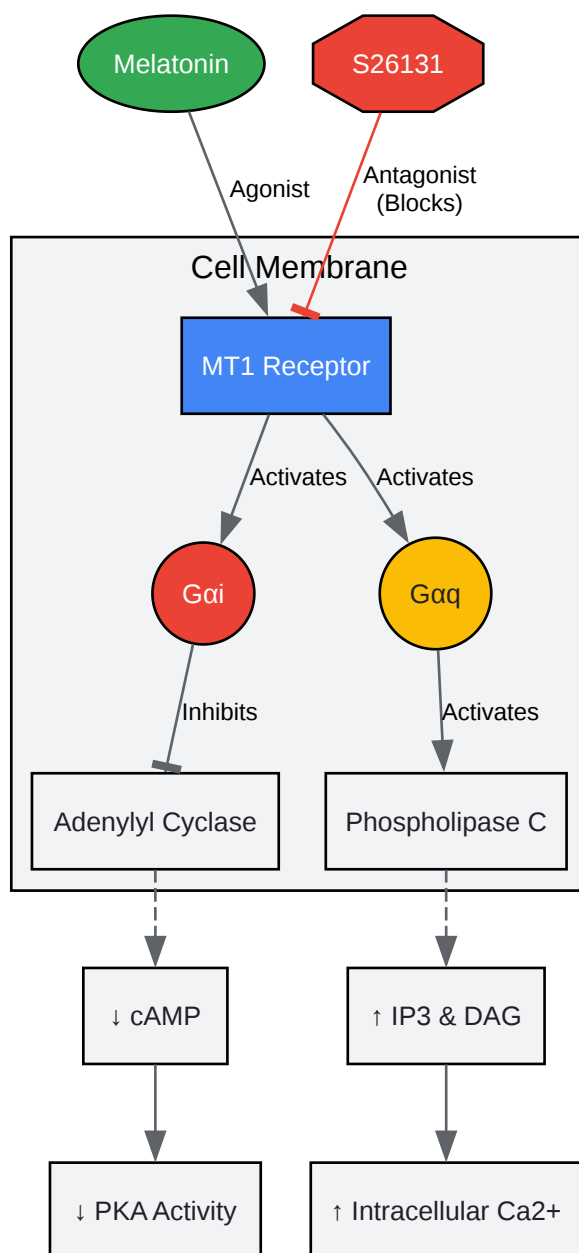 Melatonin
S26131
Agonist
Antagonist
(Blocks)
Cell Membrane
MT1 Receptor
Activates
Activates
Gαi
Gαq
Inhibits
Activates
Adenylyl Cyclase
Phospholipase C
↓ cAMP
↑ IP3 & DAG
↓ PKA Activity
↑ Intracellular Ca2+